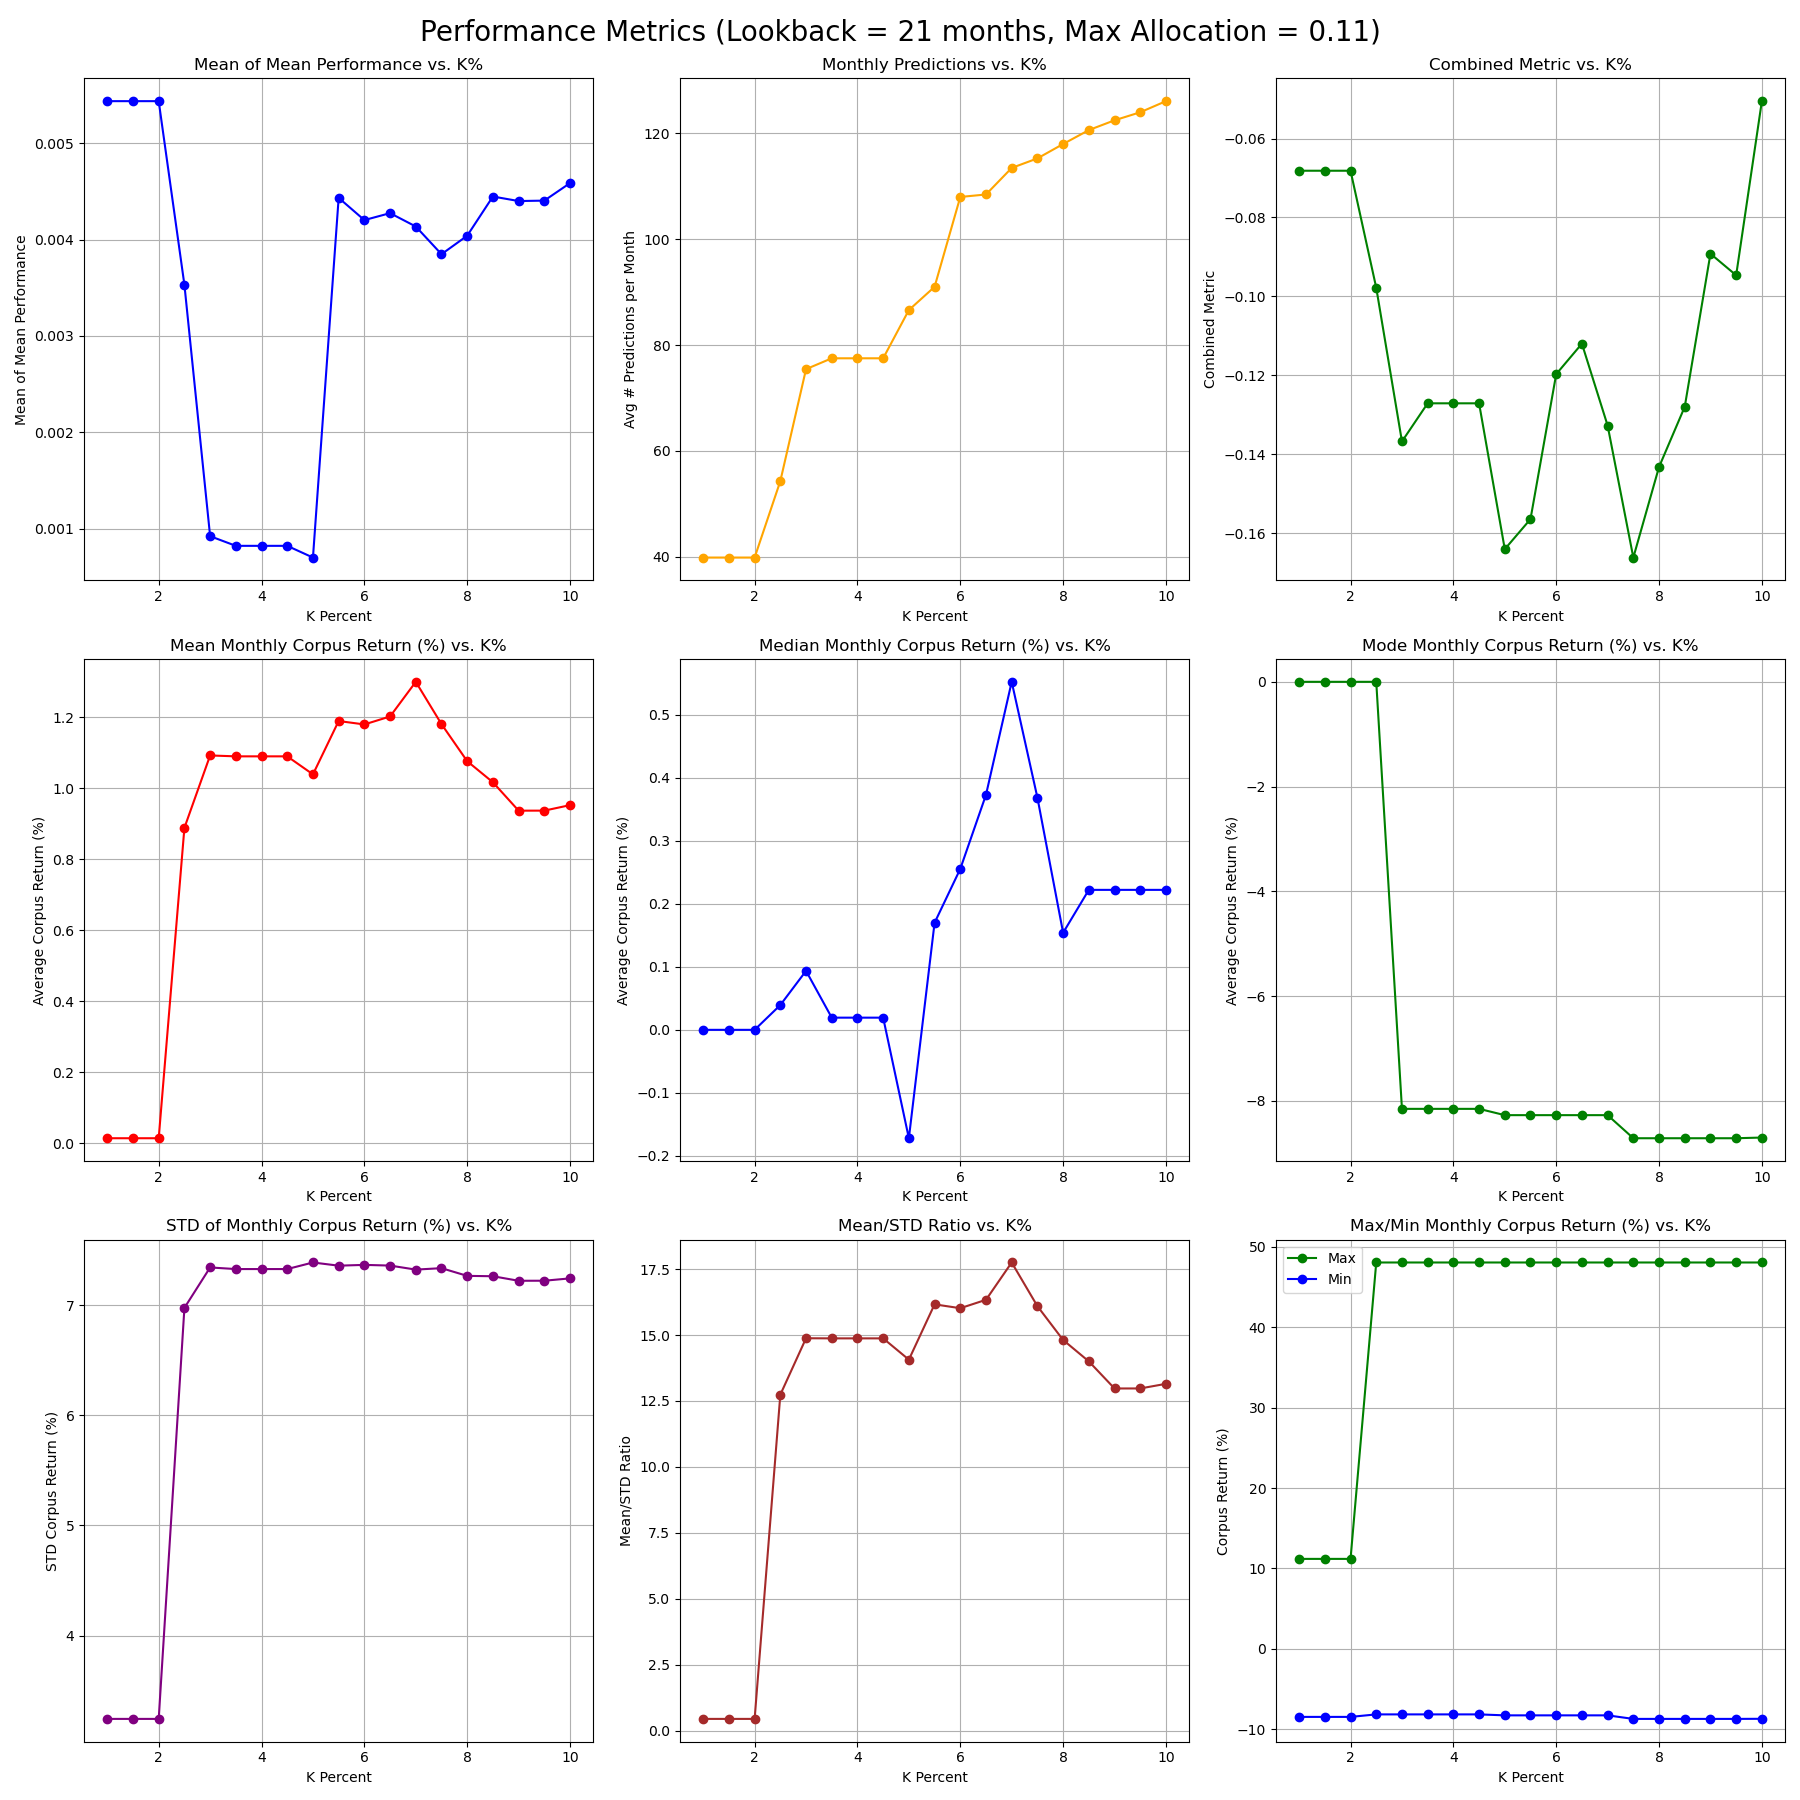 Performance Metrics (Lookback = 21 months, Max Allocation = 0.11)
Mean of Mean Performance vs. K%
Mean of Mean Performance
0.005
0.004
0.003
0.002
0.001
2 4 6 8 10
K Percent
Monthly Predictions vs. K%
Avg # Predictions per Month
120
100
80
60
40
2 4 6 8 10
K Percent
Combined Metric vs. K%
Combined Metric
−0.06
−0.08
−0.10
−0.12
−0.14
−0.16
2 4 6 8 10
K Percent
Mean Monthly Corpus Return (%) vs. K%
Average Corpus Return (%)
1.2
1.0
0.8
0.6
0.4
0.2
0.0
2 4 6 8 10
K Percent
Median Monthly Corpus Return (%) vs. K%
Average Corpus Return (%)
0.5
0.4
0.3
0.2
0.1
0.0
−0.1
−0.2
2 4 6 8 10
K Percent
Mode Monthly Corpus Return (%) vs. K%
Average Corpus Return (%)
0
−2
−4
−6
−8
2 4 6 8 10
K Percent
STD of Monthly Corpus Return (%) vs. K%
STD Corpus Return (%)
7
6
5
4
2 4 6 8 10
K Percent
Mean/STD Ratio vs. K%
Mean/STD Ratio
17.5
15.0
12.5
10.0
7.5
5.0
2.5
0.0
2 4 6 8 10
K Percent
Max/Min Monthly Corpus Return (%) vs. K%
Corpus Return (%)
50
40
30
20
10
0
−10
Max
Min
2 4 6 8 10
K Percent